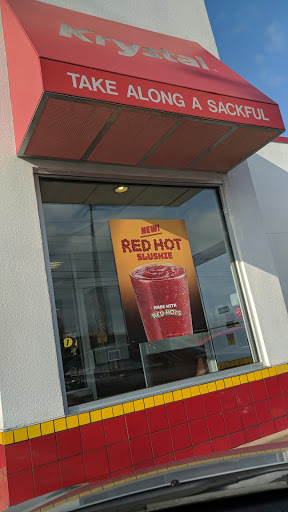 Krystal
TAKE ALONG A SACKFUL
NEW!
RED HOT
SLUSHIE
MADE WITH
RED HOTS